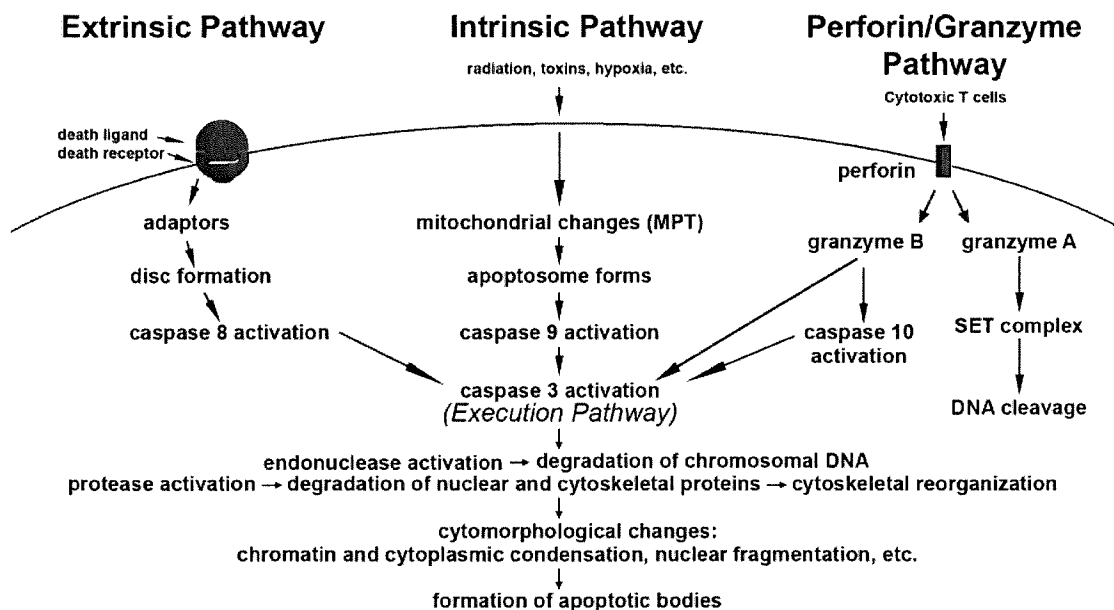 Extrinsic Pathway
Intrinsic Pathway
Perforin/Granzyme
Pathway
radiation, toxins, hypoxia, etc.
Cytotoxic T cells
death ligand
death receptor
perforin
adaptors
mitochondrial changes (MPT)
granzyme B
granzyme A
disc formation
apoptosome forms
caspase 8 activation
caspase 9 activation
caspase 10
activation
SET complex
caspase 3 activation
(Execution Pathway)
DNA cleavage
endonuclease activation → degradation of chromosomal DNA
protease activation → degradation of nuclear and cytoskeletal proteins → cytoskeletal reorganization
cytomorphological changes:
chromatin and cytoplasmic condensation, nuclear fragmentation, etc.
formation of apoptotic bodies